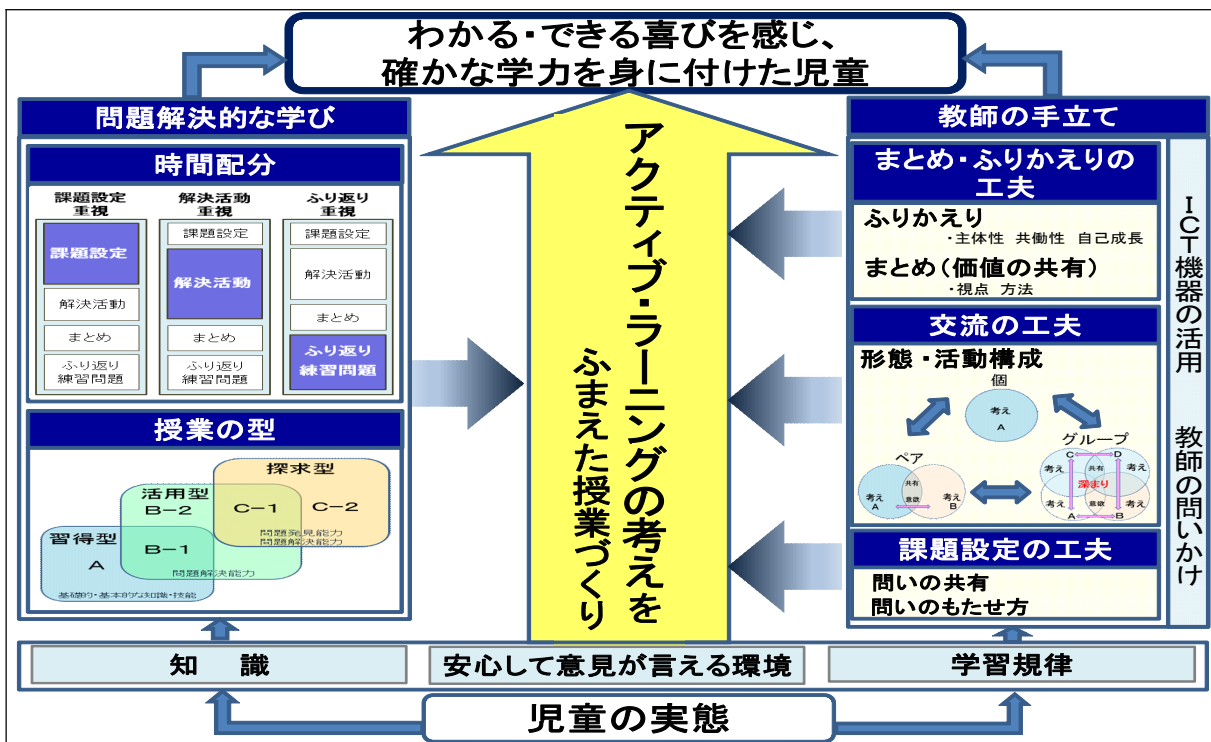 わかる・できる喜びを感じ、
確かな学力を身に付けた児童
問題解決的な学び
時間配分
課題設定
重視
課題設定
解決活動
まとめ
ふり返り
練習問題
解決活動
重視
課題設定
解決活動
まとめ
ふり返り
練習問題
ふり返り
重視
課題設定
解決活動
まとめ
ふり返り
練習問題
授業の型
探求型
C-1
C-2
問題発見能力
問題解決能力
活用型
B-2
B-1
問題解決能力
習得型
A
基礎的・基本的な知識・技能
アクティブ・ラーニングの考えを
ふまえた授業づくり
教師の手立て
まとめ・ふりかえりの
工夫
ふりかえり
・主体性 共働性 自己成長
まとめ（価値の共有）
・視点 方法
交流の工夫
形態・活動構成
個
考え
A
ペア
考え
A
共有
意欲
考え
B
グループ
C
D
考え
共有
考え
深まり
考え
意欲
考え
A
B
課題設定の工夫
問いの共有
問いのもたせ方
ICT機器の活用 教師の問いかけ
知 識
安心して意見が言える環境
学習規律
児童の実態